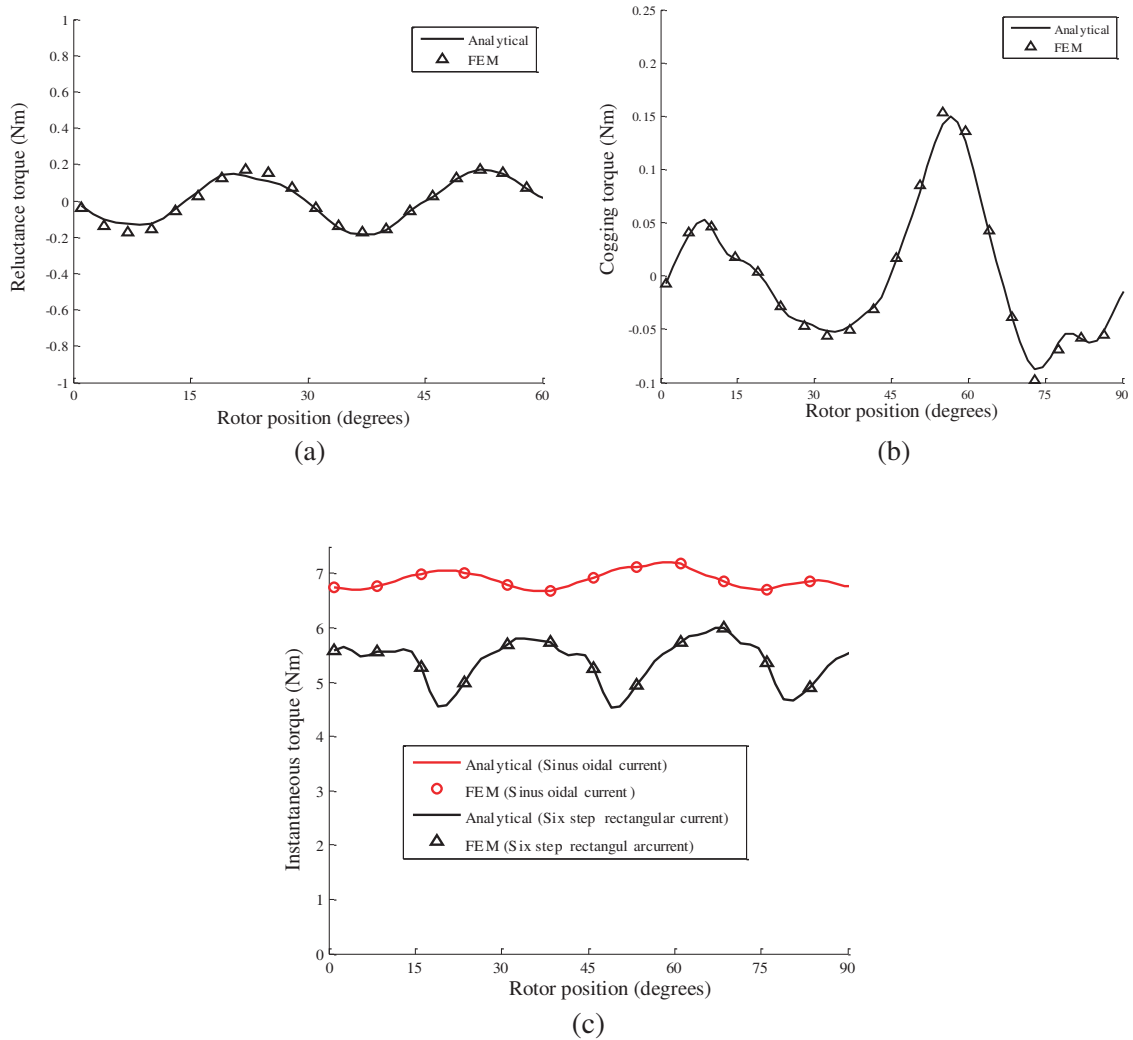 1
0.8
0.6
0.4
0.2
0
-0.2
-0.4
-0.6
-0.8
-1
0
15
30
45
60
Reluctance torque (Nm)
Rotor position (degrees)
Analytical
FEM
(a)
0.25
0.2
0.15
0.1
0.05
0
-0.05
-0.1
0
15
30
45
60
75
90
Cogging torque (Nm)
Rotor position (degrees)
Analytical
FEM
(b)
7
6
5
4
3
2
1
0
0
15
30
45
60
75
90
Instantaneous torque (Nm)
Rotor position (degrees)
Analytical (Sinus oidal current)
FEM (Sinus oidal current )
Analytical (Six step rectangular current)
FEM (Six step rectangul arcurrent)
(c)